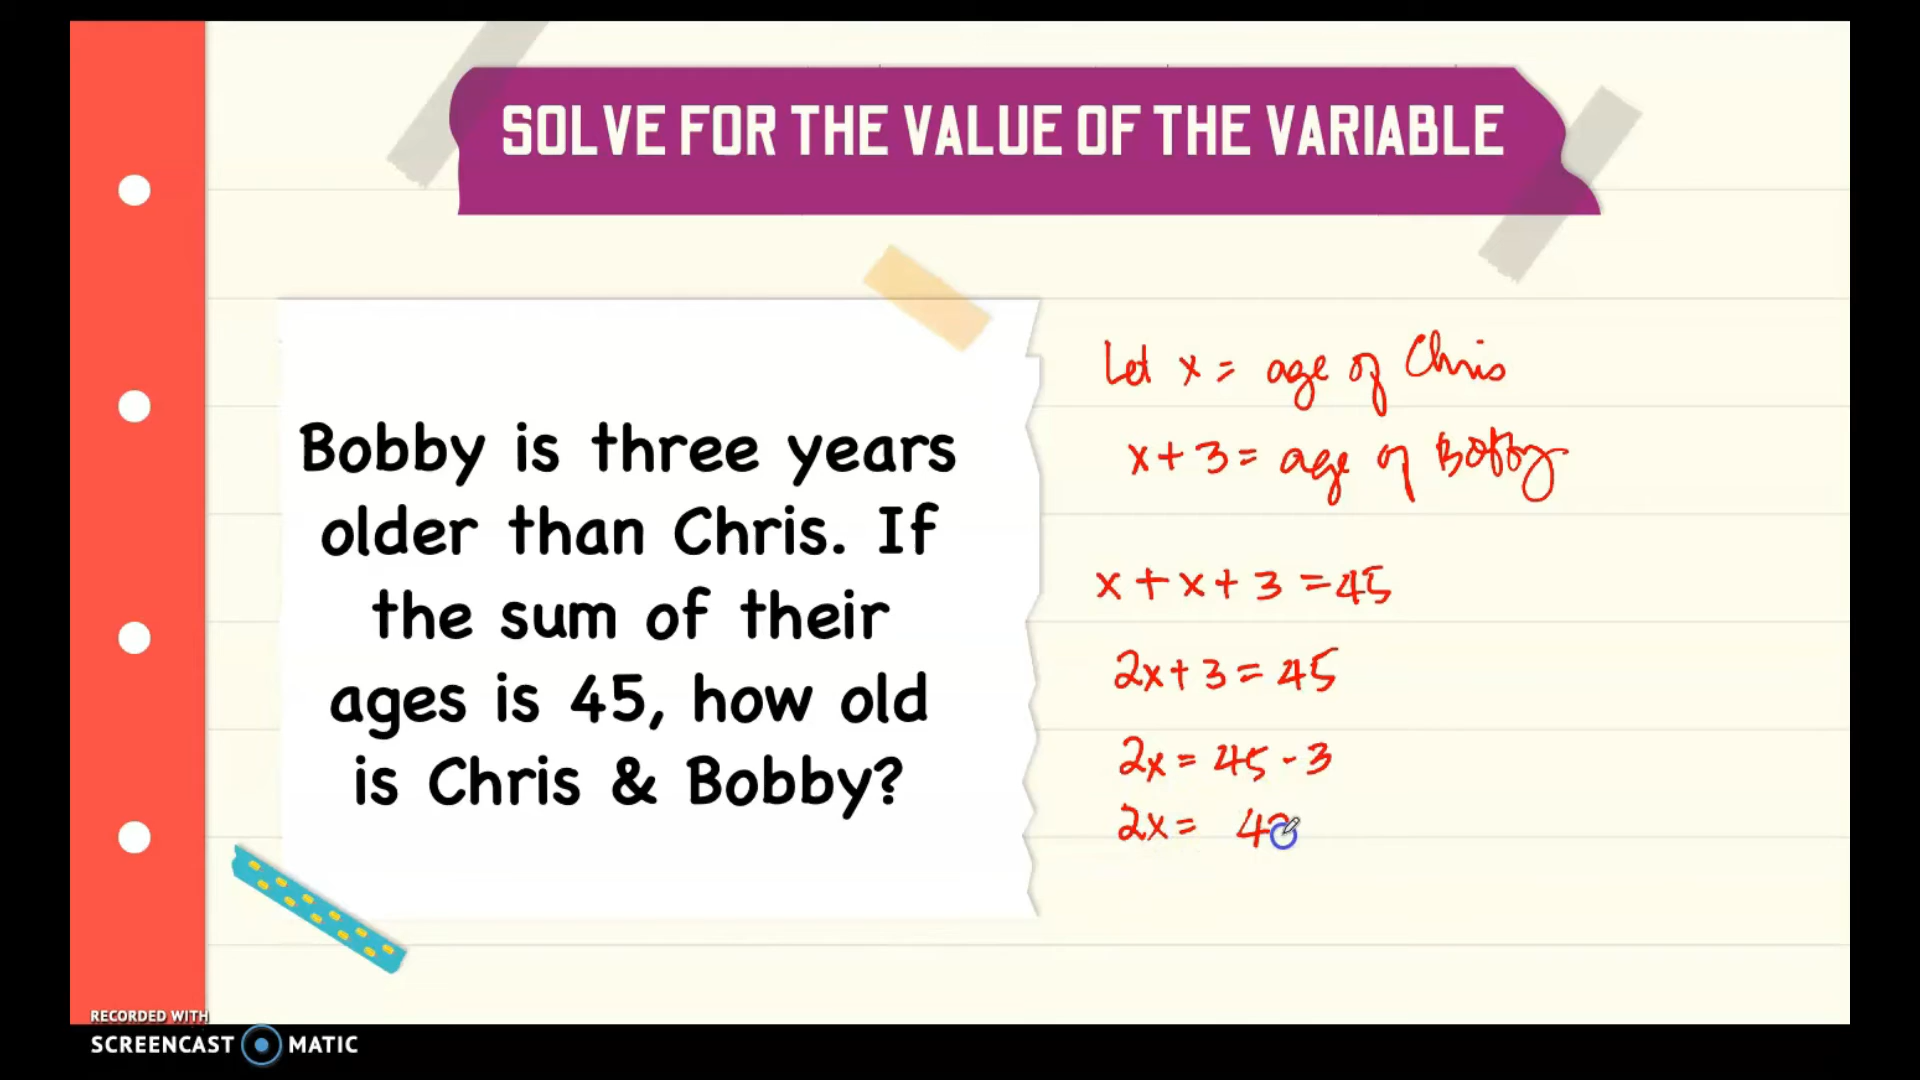 SOLVE FOR THE VALUE OF THE VARIABLE
Bobby is three years
older than Chris. If
the sum of their
ages is 45, how old
is Chris & Bobby?
Let x = age of Chris
x + 3 = age of Bobby
x + x + 3 = 45
2x + 3 = 45
2x = 45 - 3
2x = 42
RECORDED WITH
SCREENCAST MATIC